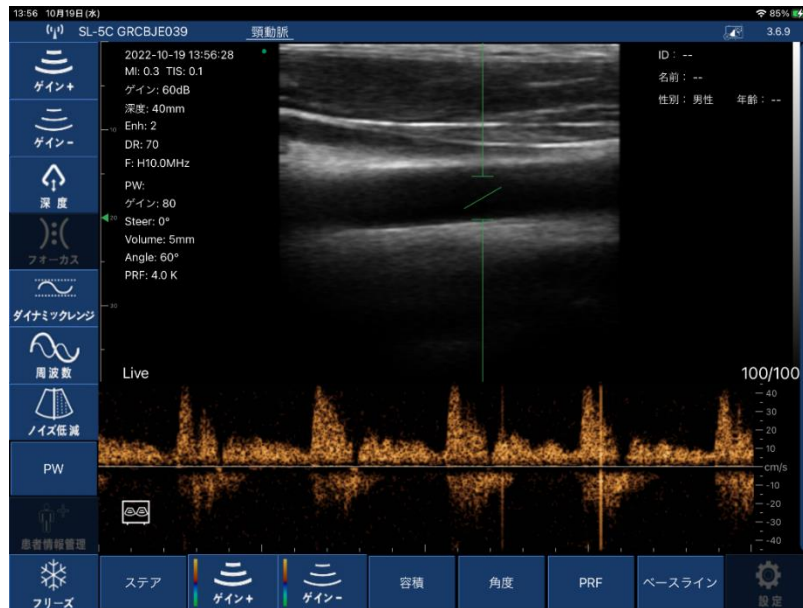 13:56 10月19日(水)
85%
SL-5C GRCBJE039
頸動脈
3.6.9
ゲイン+
ゲイン-
深度
フォーカス
ダイナミックレンジ
周波数
ノイズ低減
PW
患者情報管理
フリーズ
2022-10-19 13:56:28
MI: 0.3 TIS: 0.1
ゲイン: 60dB
深度: 40mm
Enh: 2
DR: 70
F: H10.0MHz
PW:
ゲイン: 80
Steer: 0°
Volume: 5mm
Angle: 60°
PRF: 4.0 K
10
20
30
ID: --
名前: --
性別: 男性 年齢: --
Live
100/100
40
30
20
10
cm/s
-10
-20
-30
-40
ステア
ゲイン+
ゲイン-
容積
角度
PRF
ベースライン
設定